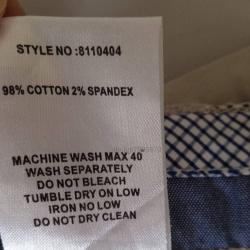 STYLE NO :8110404
98% COTTON 2% SPANDEX
MACHINE WASH MAX 40
WASH SEPARATELY
DO NOT BLEACH
TUMBLE DRY ON LOW
IRON NO LOW
DO NOT DRY CLEAN